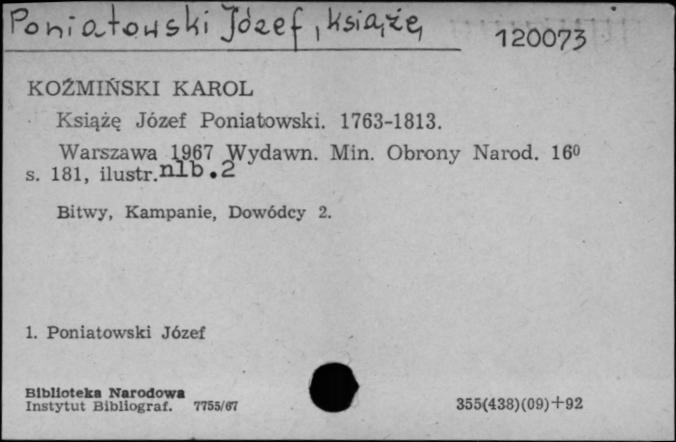 Poniatowski Józef, książę,
120073
KOŹMIŃSKI KAROL
Książę Józef Poniatowski. 1763-1813.
Warszawa 1967 Wydawn. Min. Obrony Narod. 16⁰
s. 181, ilustr.nlb.2
Bitwy, Kampanie, Dowódcy 2.
1. Poniatowski Józef
Biblioteka Narodowa
Instytut Bibliograf. 7755/67
355(438)(09)+92